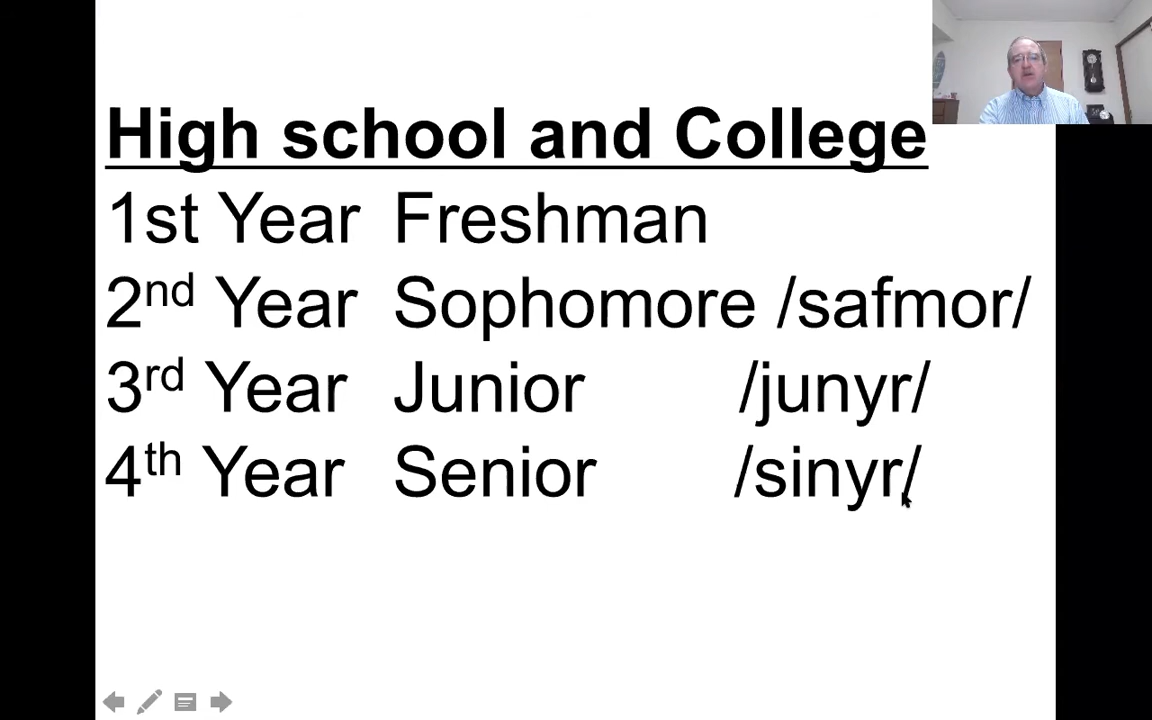 High school and College
1st Year Freshman
2nd Year Sophomore /safmor/
3rd Year Junior /junyr/
4th Year Senior /sinyr/